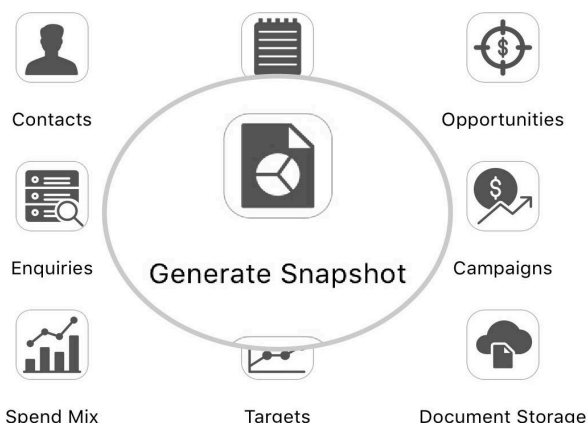 Contacts
Opportunities
Enquiries
Generate Snapshot
Campaigns
Spend Mix
Targets
Document Storage